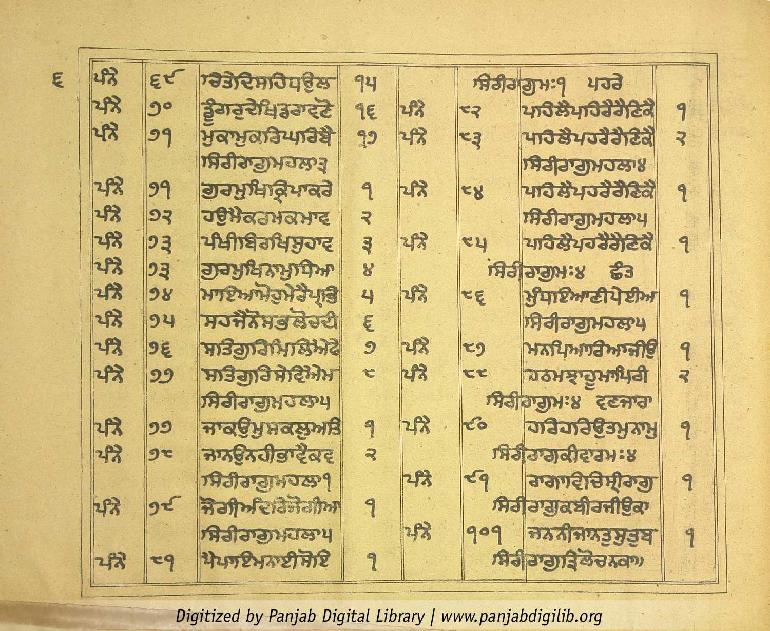 ੬
ਪੰਨੇ ੬੯ ਚਿਤੇਦਿਸਹਿਧਉਲ ੧੫
ਪੰਨੇ ੭੦ ਡੂੰਗਰੁਦੇਖਿਡਰਾਵਣੋ ੧੬
ਪੰਨੇ ੭੧ ਮੁਕਾਮੁਕਰਿਘਰਿਬੈ ੧੭
ਸਿਰੀਰਾਗੁਮਹਲਾ੩
ਪੰਨੇ ੭੧ ਗੁਰਮੁਖਿਕ੍ਰਿਪਾਕਰੇ ੧
ਪੰਨੇ ੭੨ ਹਉਮੈਕਰਮਕਮਾਵ ੨
ਪੰਨੇ ੭੩ ਪੰਖੀਬਿਰਖਿਸੁਹਾਵ ੩
ਪੰਨੇ ੭੩ ਗੁਰਮੁਖਿਨਾਮੁਧਿਆ ੪
ਪੰਨੇ ੭੪ ਮਾਇਆਮੋਹੁਮੇਰੈਪ੍ਰਭਿ ੫
ਪੰਨੇ ੭੫ ਸਹਜੈਨੋਸਭਲੋਚਦੀ ੬
ਪੰਨੇ ੭੬ ਸਤਿਗੁਰਿਮਿਲਿਐਫੇ ੭
ਪੰਨੇ ੭੭ ਸਤਿਗੁਰਿਸੇਵਿਐਮ ੮
ਸਿਰੀਰਾਗੁਮਹਲਾ੫
ਪੰਨੇ ੭੭ ਜਾਕਉਮੁਸਕਲੁਅਤਿ ੧
ਪੰਨੇ ੭੮ ਜਾਨਉਨਹੀਭਾਵੈਕਵ ੨
ਸਿਰੀਰਾਗੁਮਹਲਾ੧
ਪੰਨੇ ੭੯ ਜੋਗੀਅੰਦਰਿਜੋਗੀਆ ੧
ਸਿਰੀਰਾਗੁਮਹਲਾ੫
ਪੰਨੇ ੮੧ ਪੈਪਾਇਮਨਾਈਸੋਇ ੧
ਸਿਰੀਰਾਗੁਮਃ੧ ਪਹਰੇ
ਪੰਨੇ ੮੨ ਪਹਿਲੈਪਹਰੈਰੈਣਿਕੈ ੧
ਪੰਨੇ ੮੩ ਪਹਿਲੈਪਹਰੈਰੈਣਿਕੈ ੨
ਸਿਰੀਰਾਗੁਮਹਲਾ੪
ਪੰਨੇ ੮੪ ਪਹਿਲੈਪਹਰੈਰੈਣਿਕੈ ੧
ਸਿਰੀਰਾਗੁਮਹਲਾ੫
ਪੰਨੇ ੮੫ ਪਹਿਲੈਪਹਰੈਰੈਣਿਕੈ ੧
ਸਿਰੀਰਾਗੁਮਃ੪ ਛੰਤ
ਪੰਨੇ ੮੬ ਮੁੰਧਇਆਣੀਪੇਈਅ ੧
ਸਿਰੀਰਾਗੁਮਹਲਾ੫
ਪੰਨੇ ੮੭ ਮਨਪਿਆਰਿਆਜੀਉ ੧
ਪੰਨੇ ੮੮ ਹਠਮਝਾਹੂਮਾਪਿਰੀ ੨
ਸਿਰੀਰਾਗੁਮਃ੪ ਵਣਜਾਰਾ
ਪੰਨੇ ੯੦ ਹਰਿਹਰਿਉਤਮੁਨਾਮੁ ੧
ਸਿਰੀਰਾਗਕੀਵਾਰਮਃ੪
ਪੰਨੇ ੯੧ ਰਾਗਾਵਿਚਿਸ੍ਰੀਰਾਗੁ ੧
ਸਿਰੀਰਾਗੁਕਬੀਰਜੀਉਕਾ
ਪੰਨੇ ੧੦੧ ਜਨਨੀਜਾਨਤਸੁਤੁਬ ੧
ਸਿਰੀਰਾਗੁਤ੍ਰਿਲੋਚਨਕਾ॥
Digitized by Panjab Digital Library | www.panjabdigilib.org